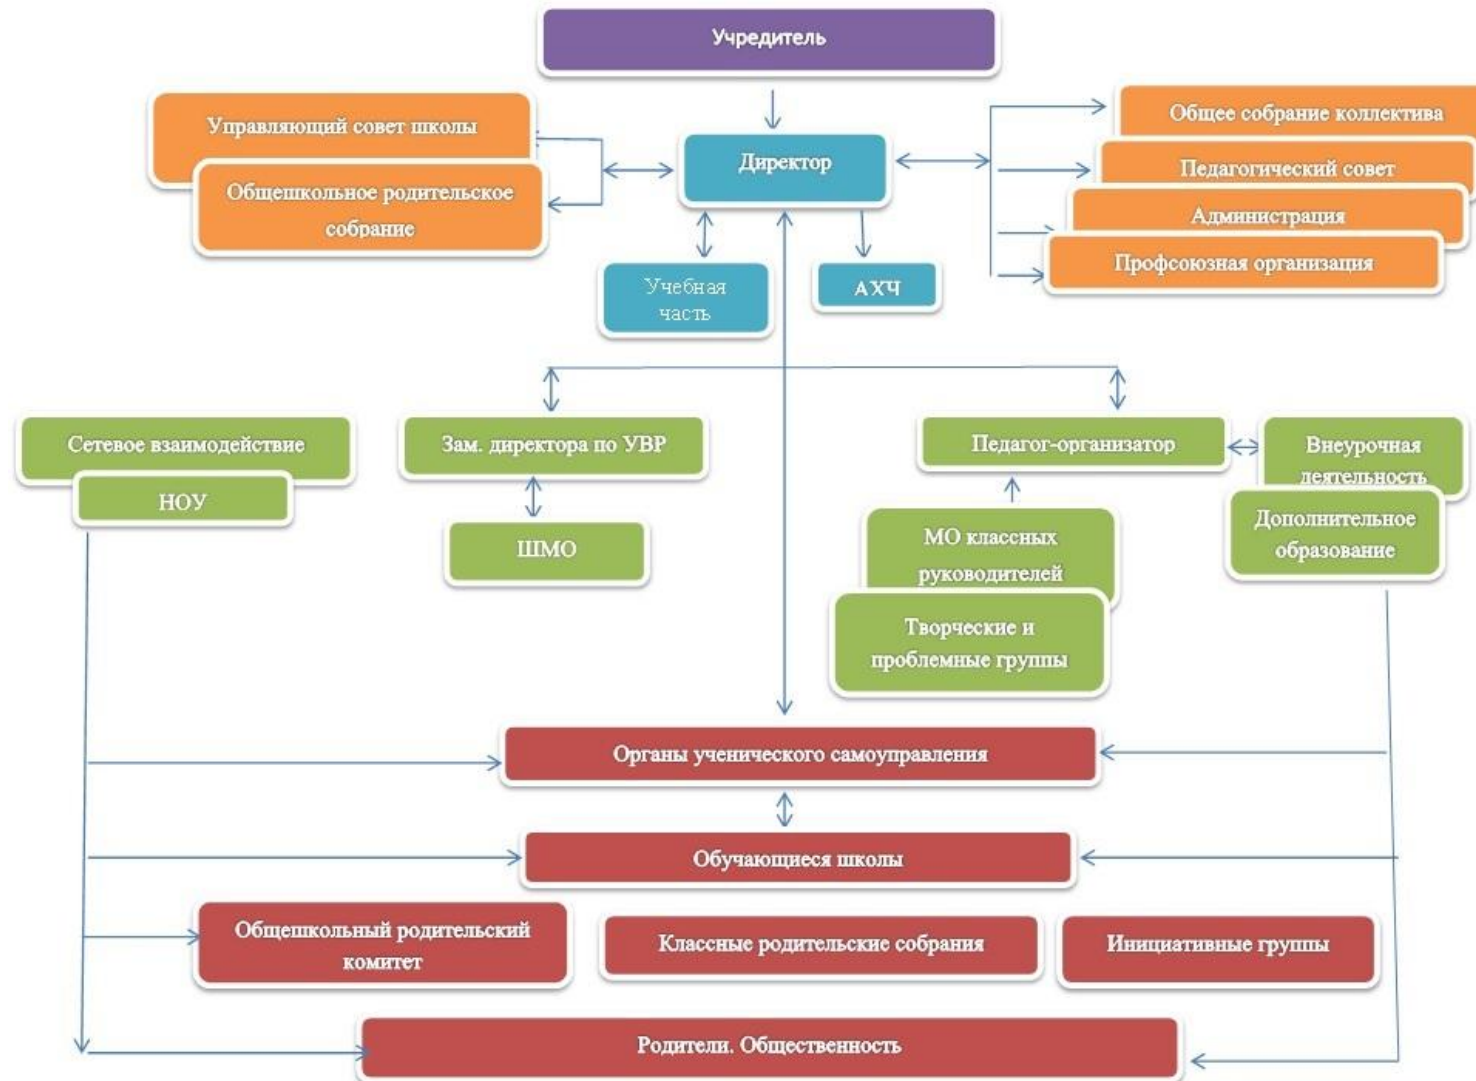 Учредитель
Управляющий совет школы
Общешкольное родительское
собрание
Директор
Общее собрание коллектива
Педагогический совет
Администрация
Профсоюзная организация
Учебная
часть
АХЧ
Сетевое взаимодействие
НОУ
Зам. директора по УВР
ШМО
Педагог-организатор
Внеурочная
деятельность
Дополнительное
образование
МО классных
руководителей
Творческие и
проблемные группы
Органы ученического самоуправления
Обучающиеся школы
Общешкольный родительский
комитет
Классные родительские собрания
Инициативные группы
Родители. Общественность